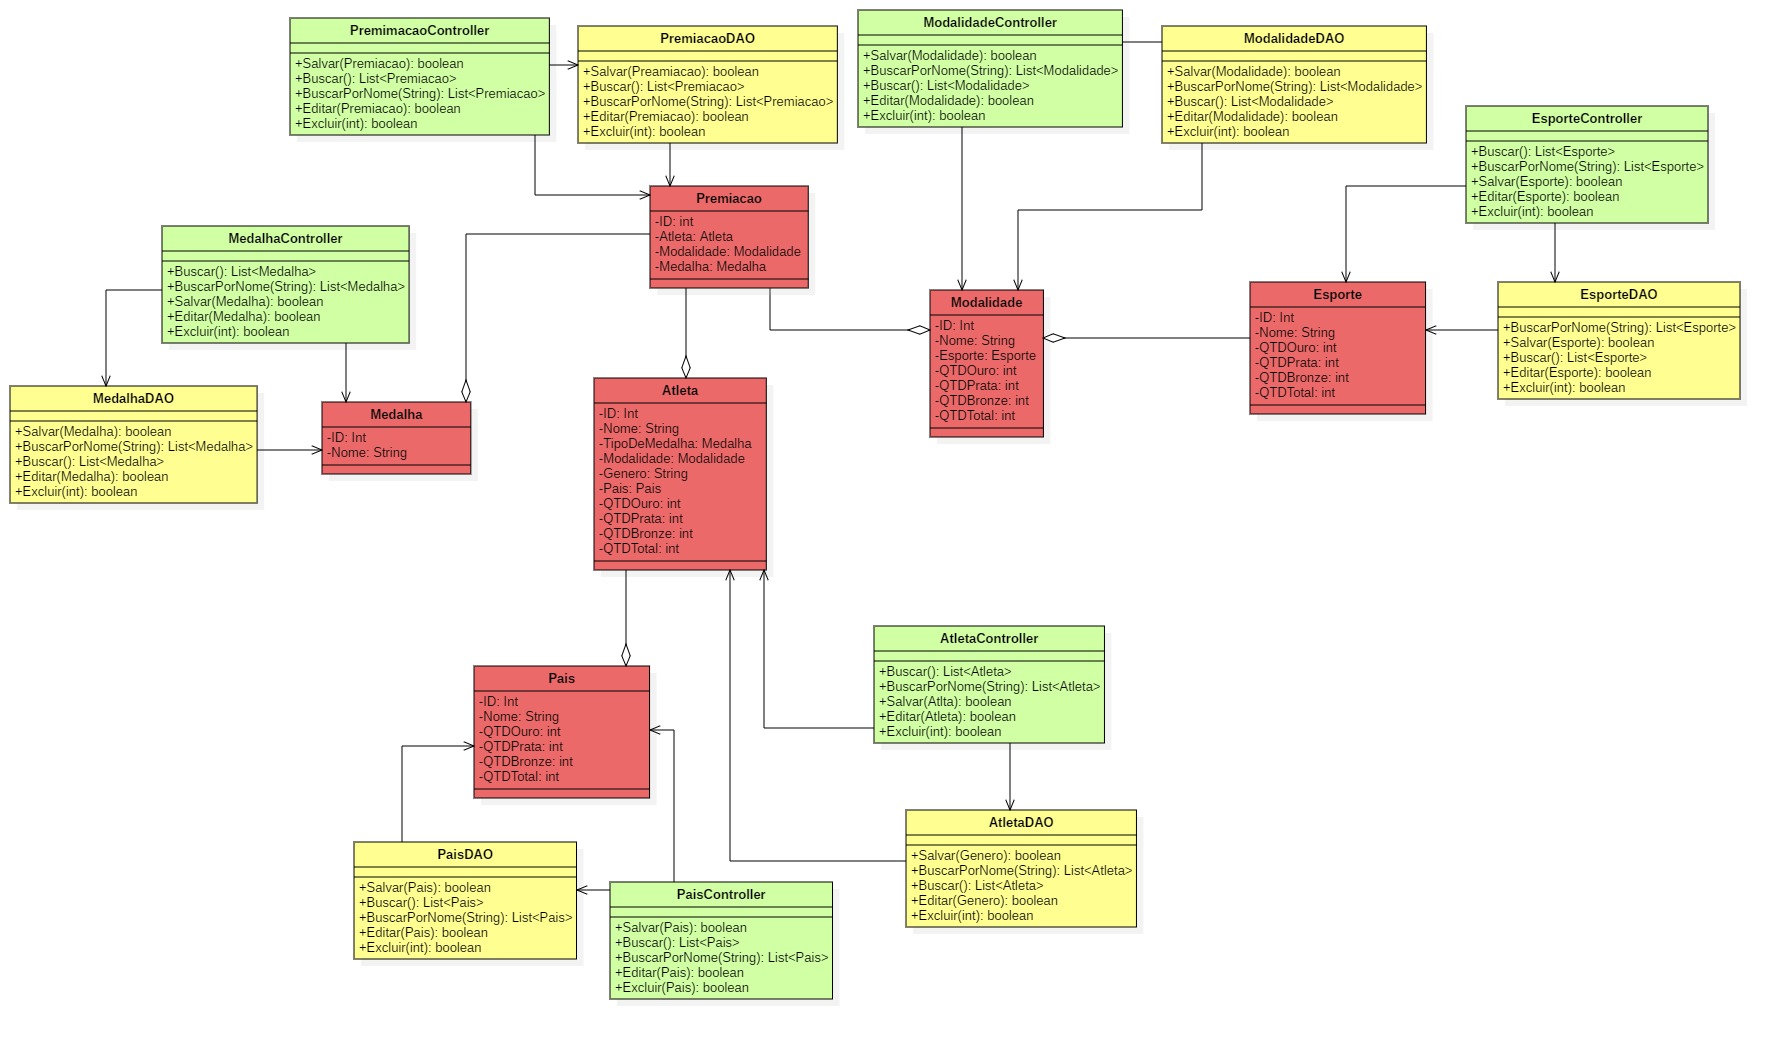 PremimacaoController
+Salvar(Premiacao): boolean
+Buscar(): List<Premiacao>
+BuscarPorNome(String): List<Premiacao>
+Editar(Premiacao): boolean
+Excluir(int): boolean
PremiacaoDAO
+Salvar(Preamiacao): boolean
+Buscar(): List<Premiacao>
+BuscarPorNome(String): List<Premiacao>
+Editar(Premiacao): boolean
+Excluir(int): boolean
ModalidadeController
+Salvar(Modalidade): boolean
+BuscarPorNome(String): List<Modalidade>
+Buscar(): List<Modalidade>
+Editar(Modalidade): boolean
+Excluir(int): boolean
ModalidadeDAO
+Salvar(Modalidade): boolean
+BuscarPorNome(String): List<Modalidade>
+Buscar(): List<Modalidade>
+Editar(Modalidade): boolean
+Excluir(int): boolean
EsporteController
+Buscar(): List<Esporte>
+BuscarPorNome(String): List<Esporte>
+Salvar(Esporte): boolean
+Editar(Esporte): boolean
+Excluir(int): boolean
Premiacao
-ID: int
-Atleta: Atleta
-Modalidade: Modalidade
-Medalha: Medalha
MedalhaController
+Buscar(): List<Medalha>
+BuscarPorNome(String): List<Medalha>
+Salvar(Medalha): boolean
+Editar(Medalha): boolean
+Excluir(int): boolean
Modalidade
-ID: Int
-Nome: String
-Esporte: Esporte
-QTDOuro: int
-QTDPrata: int
-QTDBronze: int
-QTDTotal: int
Esporte
-ID: Int
-Nome: String
-QTDOuro: int
-QTDPrata: int
-QTDBronze: int
-QTDTotal: int
EsporteDAO
+BuscarPorNome(String): List<Esporte>
+Salvar(Esporte): boolean
+Buscar(): List<Esporte>
+Editar(Esporte): boolean
+Excluir(int): boolean
MedalhaDAO
+Salvar(Medalha): boolean
+BuscarPorNome(String): List<Medalha>
+Buscar(): List<Medalha>
+Editar(Medalha): boolean
+Excluir(int): boolean
Medalha
-ID: Int
-Nome: String
Atleta
-ID: Int
-Nome: String
-TipoDeMedalha: Medalha
-Modalidade: Modalidade
-Genero: String
-Pais: Pais
-QTDOuro: int
-QTDPrata: int
-QTDBronze: int
-QTDTotal: int
Pais
-ID: Int
-Nome: String
-QTDOuro: int
-QTDPrata: int
-QTDBronze: int
-QTDTotal: int
AtletaController
+Buscar(): List<Atleta>
+BuscarPorNome(String): List<Atleta>
+Salvar(Atlta): boolean
+Editar(Atleta): boolean
+Excluir(int): boolean
AtletaDAO
+Salvar(Genero): boolean
+BuscarPorNome(String): List<Atleta>
+Buscar(): List<Atleta>
+Editar(Genero): boolean
+Excluir(int): boolean
PaisDAO
+Salvar(Pais): boolean
+Buscar(): List<Pais>
+BuscarPorNome(String): List<Pais>
+Editar(Pais): boolean
+Excluir(int): boolean
PaisController
+Salvar(Pais): boolean
+Buscar(): List<Pais>
+BuscarPorNome(String): List<Pais>
+Editar(Pais): boolean
+Excluir(Pais): boolean